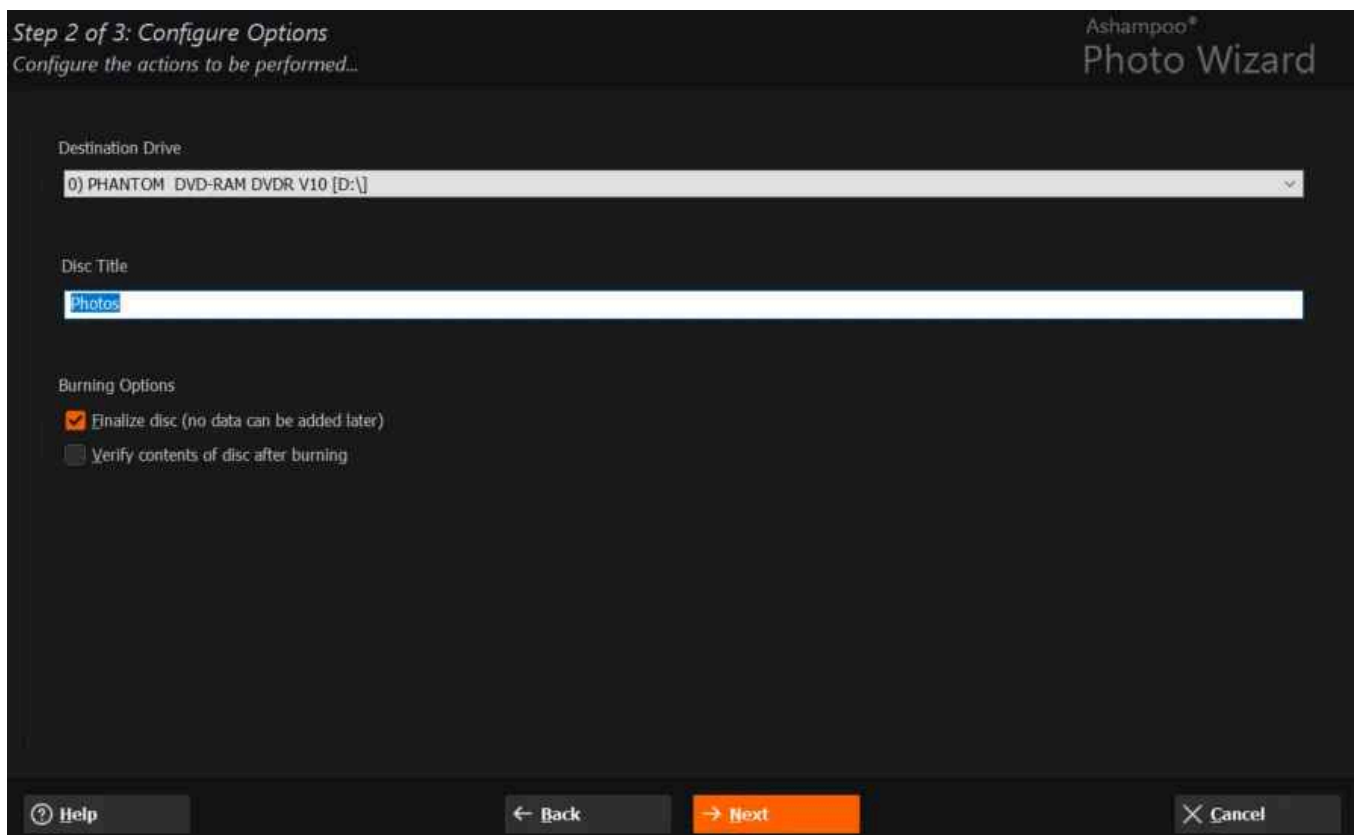 Step 2 of 3: Configure Options
Configure the actions to be performed...
Ashampoo®
Photo Wizard
Destination Drive
0) PHANTOM  DVD-RAM DVDR V10 [D:\]
Disc Title
Photos
Burning Options
Finalize disc (no data can be added later)
Verify contents of disc after burning
Help
Back
Next
Cancel